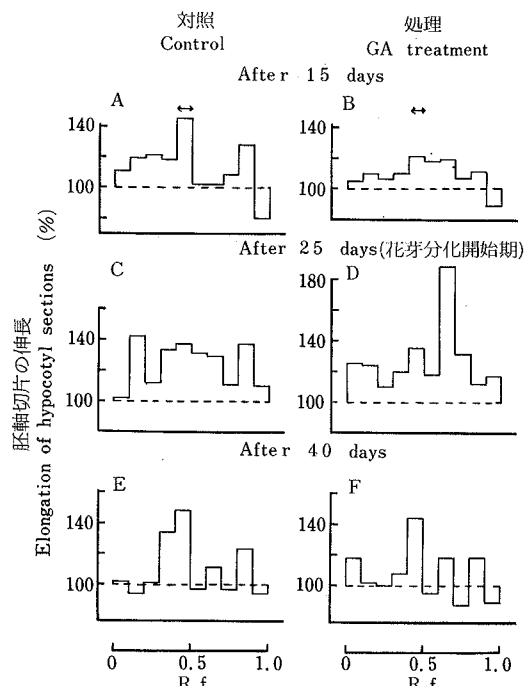 対照 処理
Control GA treatment
After 15 days
A B
140 140
100 100
After 25 days(花芽分化開始期)
C D
180
140 140
100 100
After 40 days
E F
140 140
100 100
0 0.5 1.0 0 0.5 1.0
R f R f
胚軸切片の伸長
Elongation of hypocotyl sections (%)